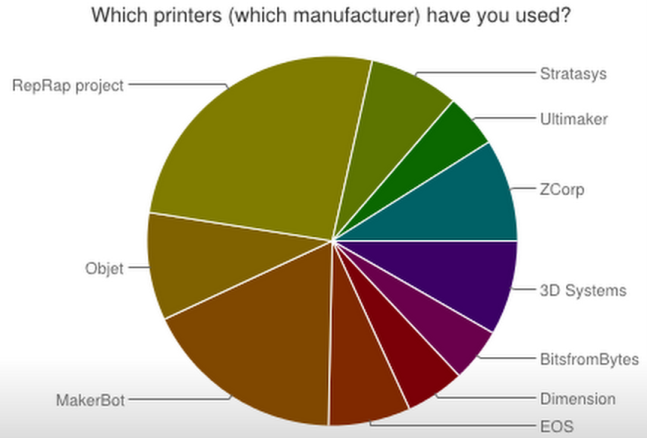 Which printers (which manufacturer) have you used?
RepRap project
Stratasys
Ultimaker
ZCorp
Objet
3D Systems
BitsfromBytes
MakerBot
Dimension
EOS